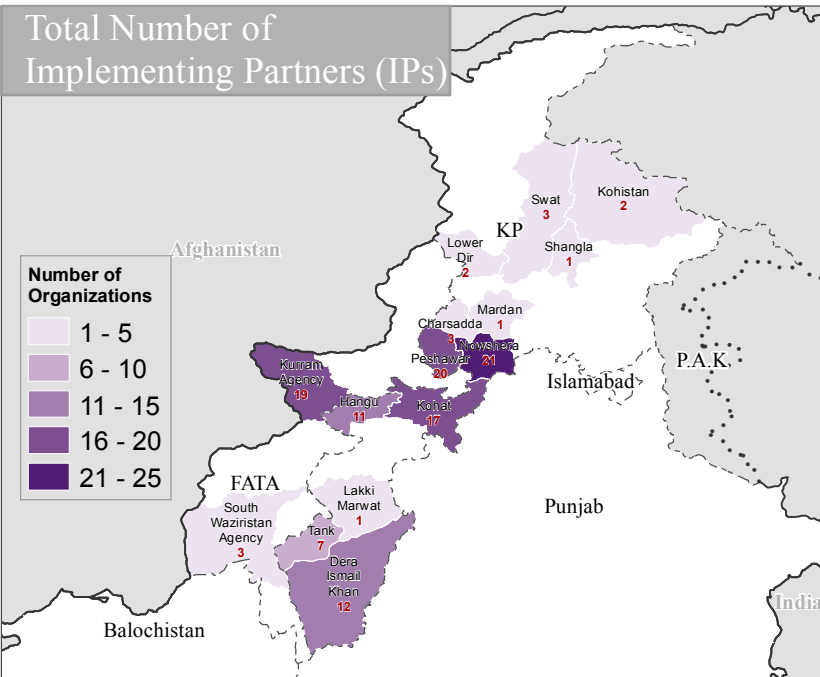 Total Number of
Implementing Partners (IPs)
Afghanistan
Number of
Organizations
1 - 5
6 - 10
11 - 15
16 - 20
21 - 25
Swat
3
Kohistan
2
KP
Lower
Dir
2
Shangla
1
Mardan
1
Charsadda
3
Nowshera
21
Peshawar
20
Kurram
Agency
19
Hangu
11
Kohat
17
Islamabad
P.A.K.
FATA
South
Waziristan
Agency
3
Lakki
Marwat
1
Tank
7
Dera
Ismail
Khan
12
Punjab
Balochistan
India